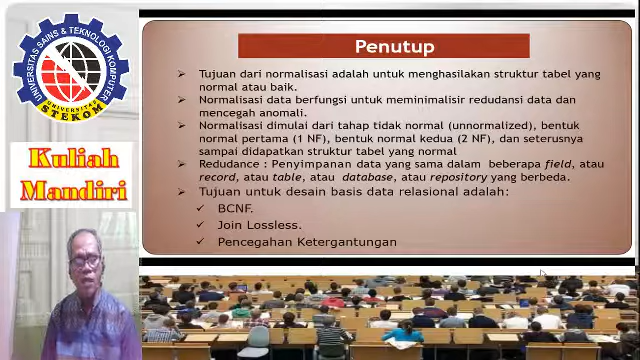 UNIVERSITAS SAINS & TEKNOLOGI KOMPUTER
UNIVERSITAS
STEKOM
Kuliah
Mandiri
Penutup
Tujuan dari normalisasi adalah untuk menghasilakan struktur tabel yang
normal atau baik.
Normalisasi data berfungsi untuk meminimalisir redudansi data dan
mencegah anomali.
Normalisasi dimulai dari tahap tidak normal (unnormalized), bentuk
normal pertama (1 NF), bentuk normal kedua (2 NF), dan seterusnya
sampai didapatkan struktur tabel yang normal
Redudance : Penyimpanan data yang sama dalam beberapa field, atau
record, atau table, atau database, atau repository yang berbeda.
Tujuan untuk desain basis data relasional adalah:
BCNF.
Join Lossless.
Pencegahan Ketergantungan